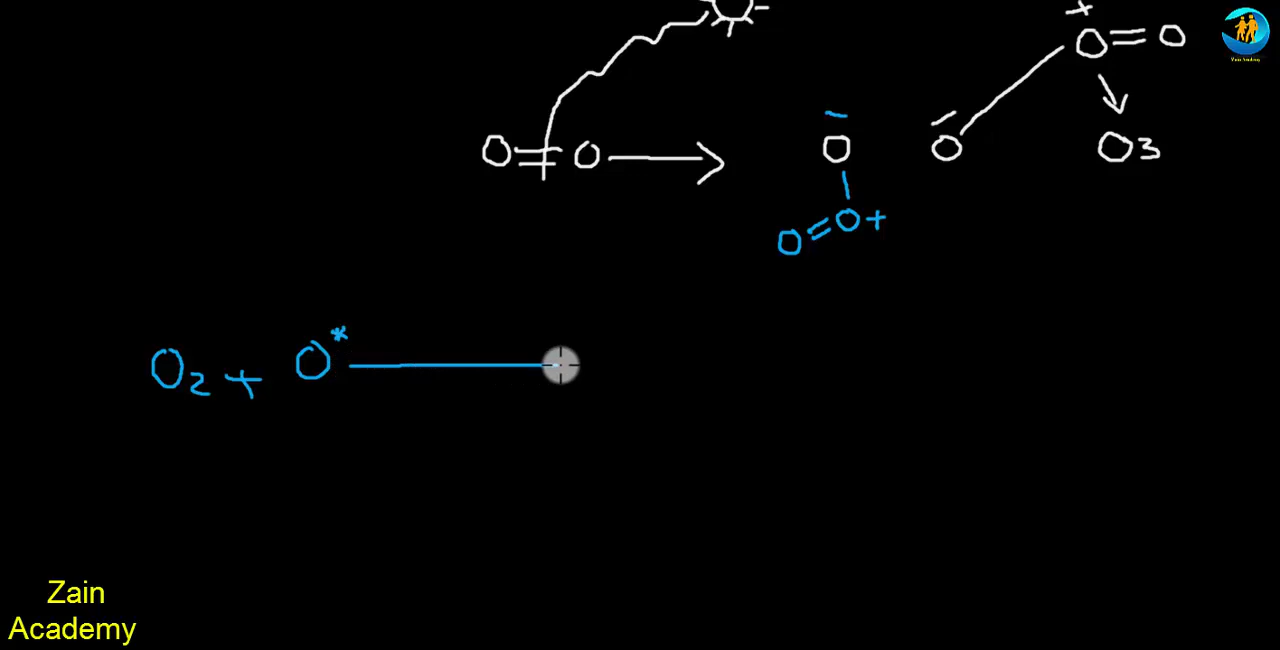 +
O=O
O=O → O⁻ O⁻ O3
O=O+
O2 + O*
Zain
Academy